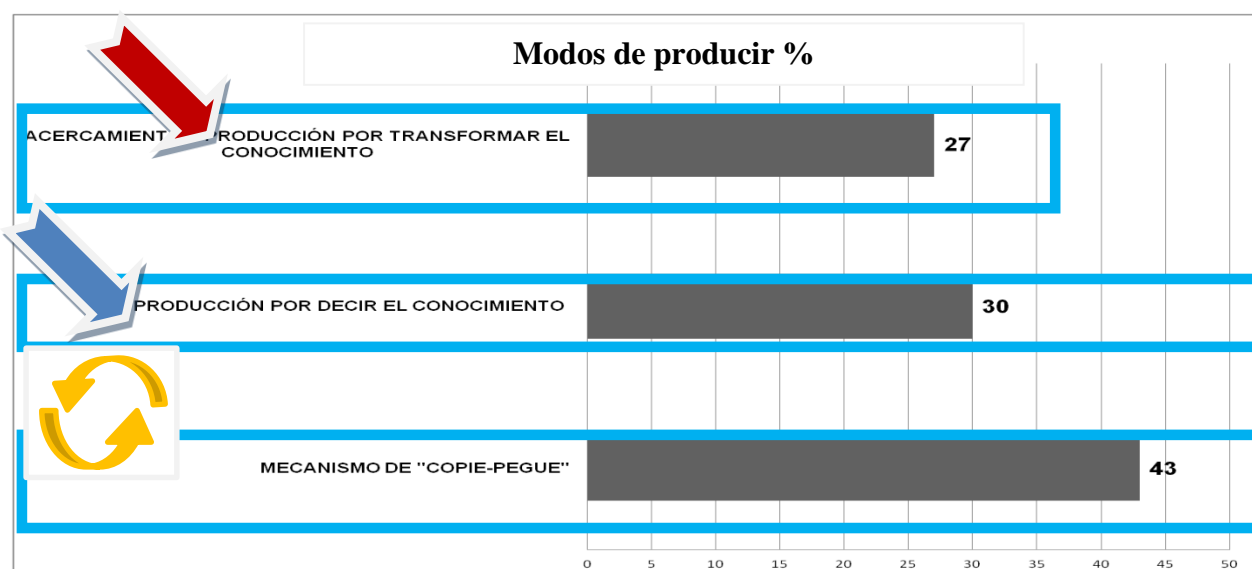 Modos de producir %
ACERCAMIENT PRODUCCIÓN POR TRANSFORMAR EL
CONOCIMIENTO
27
PRODUCCIÓN POR DECIR EL CONOCIMIENTO
30
MECANISMO DE "COPIE-PEGUE"
43
0 5 10 15 20 25 30 35 40 45 50